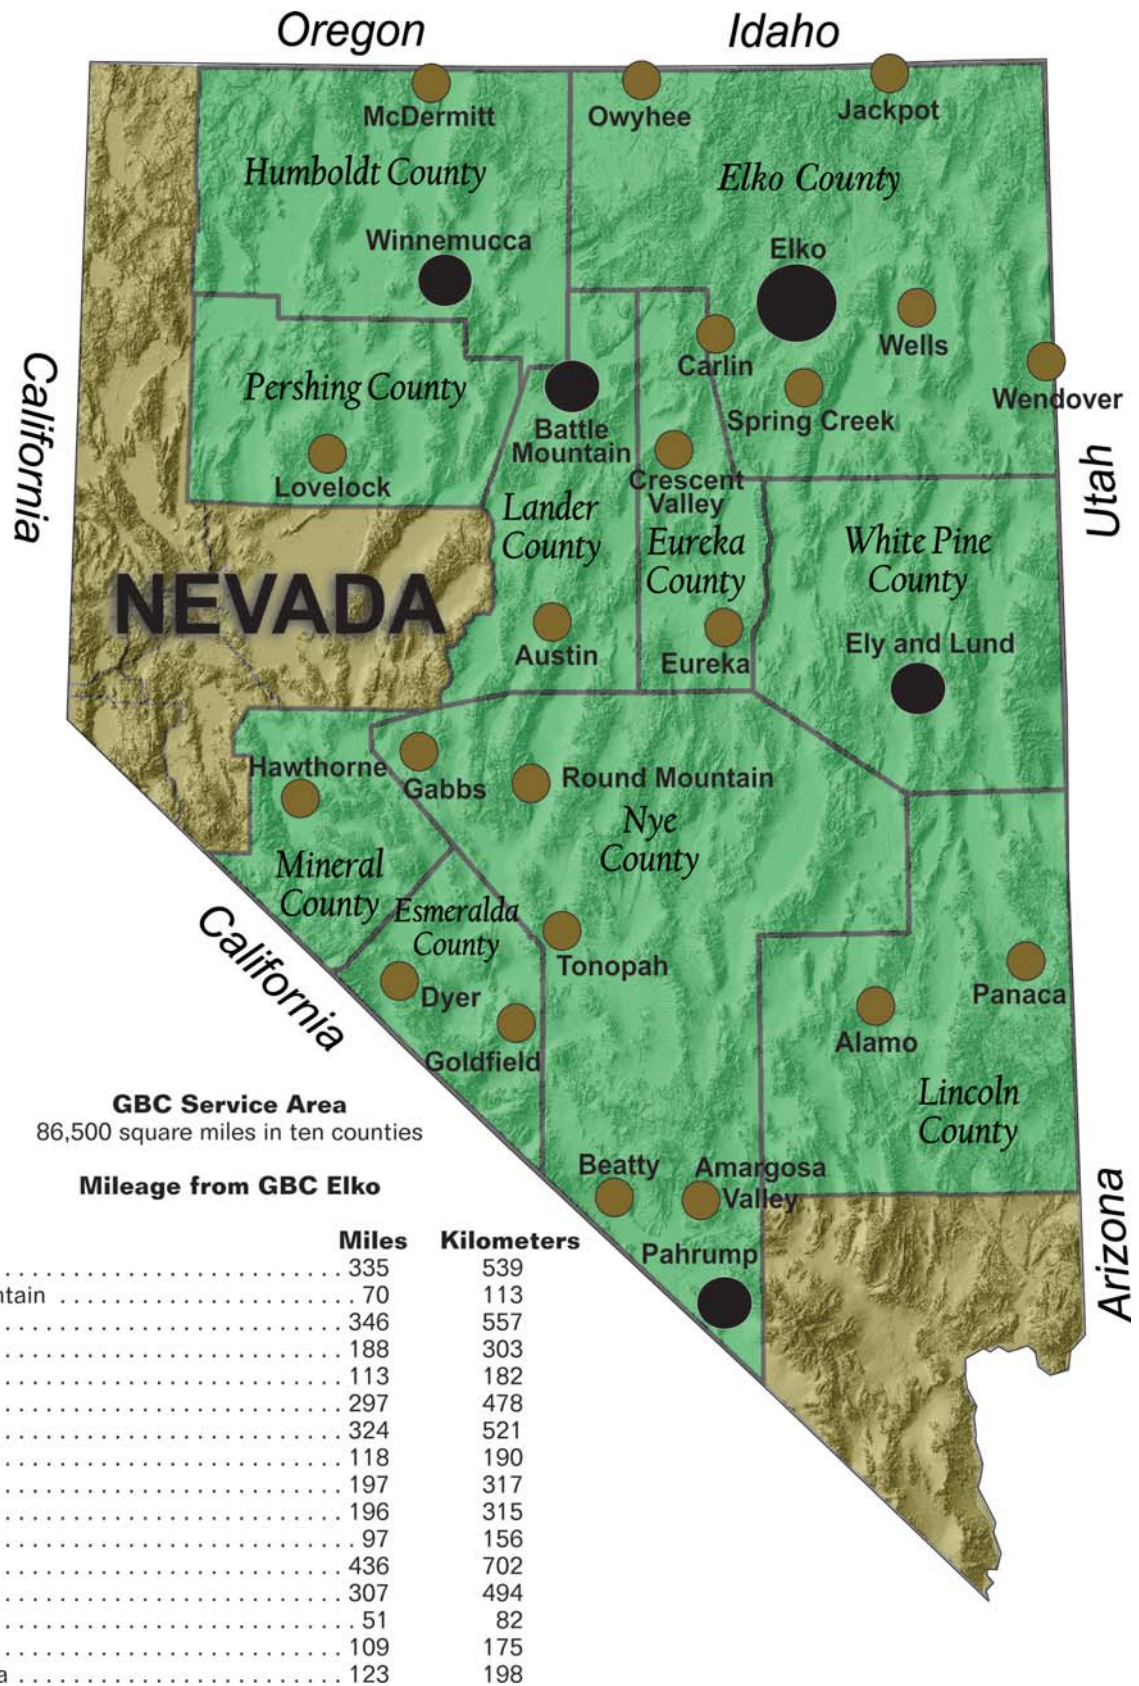 Oregon
Idaho
McDermitt
Owyhee
Jackpot
Humboldt County
Elko County
Winnemucca
Elko
Wells
Carlin
California
Pershing County
Wendover
Spring Creek
Battle
Mountain
Lovelock
Crescent
Valley
Utah
Lander
County
Eureka
County
White Pine
County
NEVADA
Austin
Eureka
Ely and Lund
Hawthorne
Gabbs
Round Mountain
Nye
County
Mineral
County
Esmeralda
County
California
Tonopah
Dyer
Panaca
Alamo
Goldfield
Lincoln
County
GBC Service Area
86,500 square miles in ten counties
Beatty
Amargosa
Valley
Arizona
Mileage from GBC Elko
Pahrump
Miles Kilometers
. . . . . . . . . . . . . . . . . . . . . . . . . . . . 335 539
ntain . . . . . . . . . . . . . . . . . . . . . . . . 70 113
. . . . . . . . . . . . . . . . . . . . . . . . . . . . 346 557
. . . . . . . . . . . . . . . . . . . . . . . . . . . . 188 303
. . . . . . . . . . . . . . . . . . . . . . . . . . . . 113 182
. . . . . . . . . . . . . . . . . . . . . . . . . . . . 297 478
. . . . . . . . . . . . . . . . . . . . . . . . . . . . 324 521
. . . . . . . . . . . . . . . . . . . . . . . . . . . . 118 190
. . . . . . . . . . . . . . . . . . . . . . . . . . . . 197 317
. . . . . . . . . . . . . . . . . . . . . . . . . . . . 196 315
. . . . . . . . . . . . . . . . . . . . . . . . . . . . 97 156
. . . . . . . . . . . . . . . . . . . . . . . . . . . . 436 702
. . . . . . . . . . . . . . . . . . . . . . . . . . . . 307 494
. . . . . . . . . . . . . . . . . . . . . . . . . . . . 51 82
. . . . . . . . . . . . . . . . . . . . . . . . . . . . 109 175
a . . . . . . . . . . . . . . . . . . . . . . . . . . . 123 198